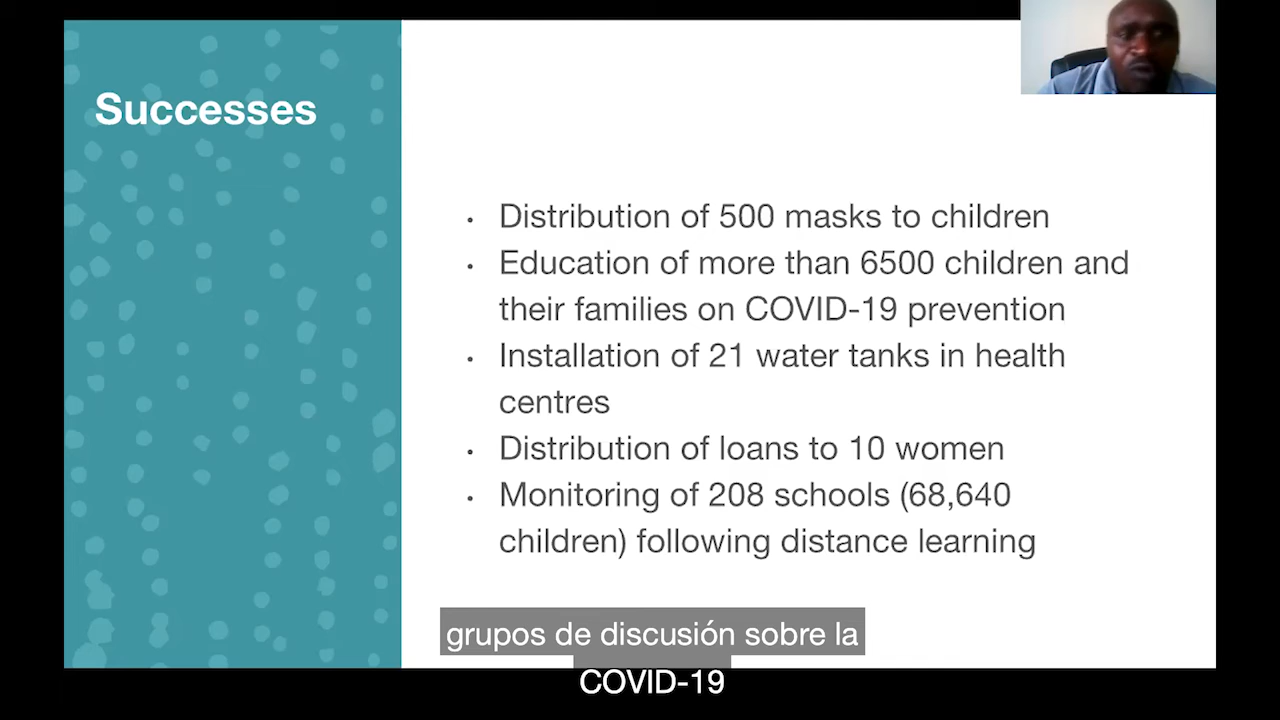 Successes
• Distribution of 500 masks to children
• Education of more than 6500 children and
their families on COVID-19 prevention
• Installation of 21 water tanks in health
centres
• Distribution of loans to 10 women
• Monitoring of 208 schools (68,640
children) following distance learning
grupos de discusión sobre la
COVID-19